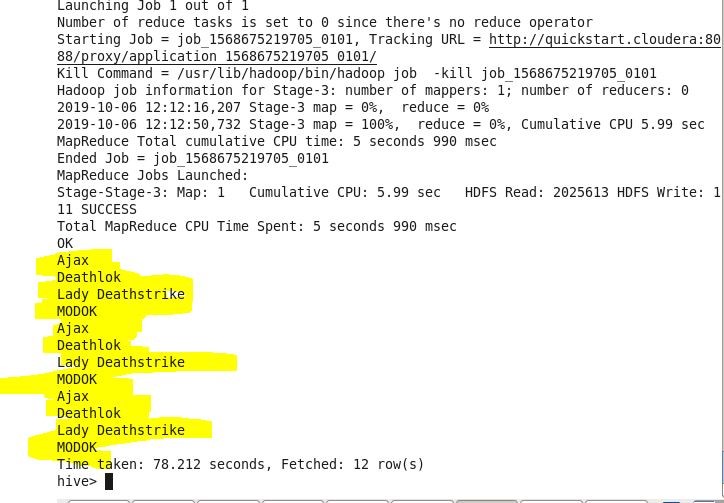 Launching Job 1 out of 1
Number of reduce tasks is set to 0 since there's no reduce operator
Starting Job = job_1568675219705_0101, Tracking URL = http://quickstart.cloudera:80
88/proxy/application_1568675219705_0101/
Kill Command = /usr/lib/hadoop/bin/hadoop job  -kill job_1568675219705_0101
Hadoop job information for Stage-3: number of mappers: 1; number of reducers: 0
2019-10-06 12:12:16,207 Stage-3 map = 0%,  reduce = 0%
2019-10-06 12:12:50,732 Stage-3 map = 100%,  reduce = 0%, Cumulative CPU 5.99 sec
MapReduce Total cumulative CPU time: 5 seconds 990 msec
Ended Job = job_1568675219705_0101
MapReduce Jobs Launched:
Stage-Stage-3: Map: 1   Cumulative CPU: 5.99 sec   HDFS Read: 2025613 HDFS Write: 1
11 SUCCESS
Total MapReduce CPU Time Spent: 5 seconds 990 msec
OK
Ajax
Deathlok
Lady Deathstrike
MODOK
Ajax
Deathlok
Lady Deathstrike
MODOK
Ajax
Deathlok
Lady Deathstrike
MODOK
Time taken: 78.212 seconds, Fetched: 12 row(s)
hive>